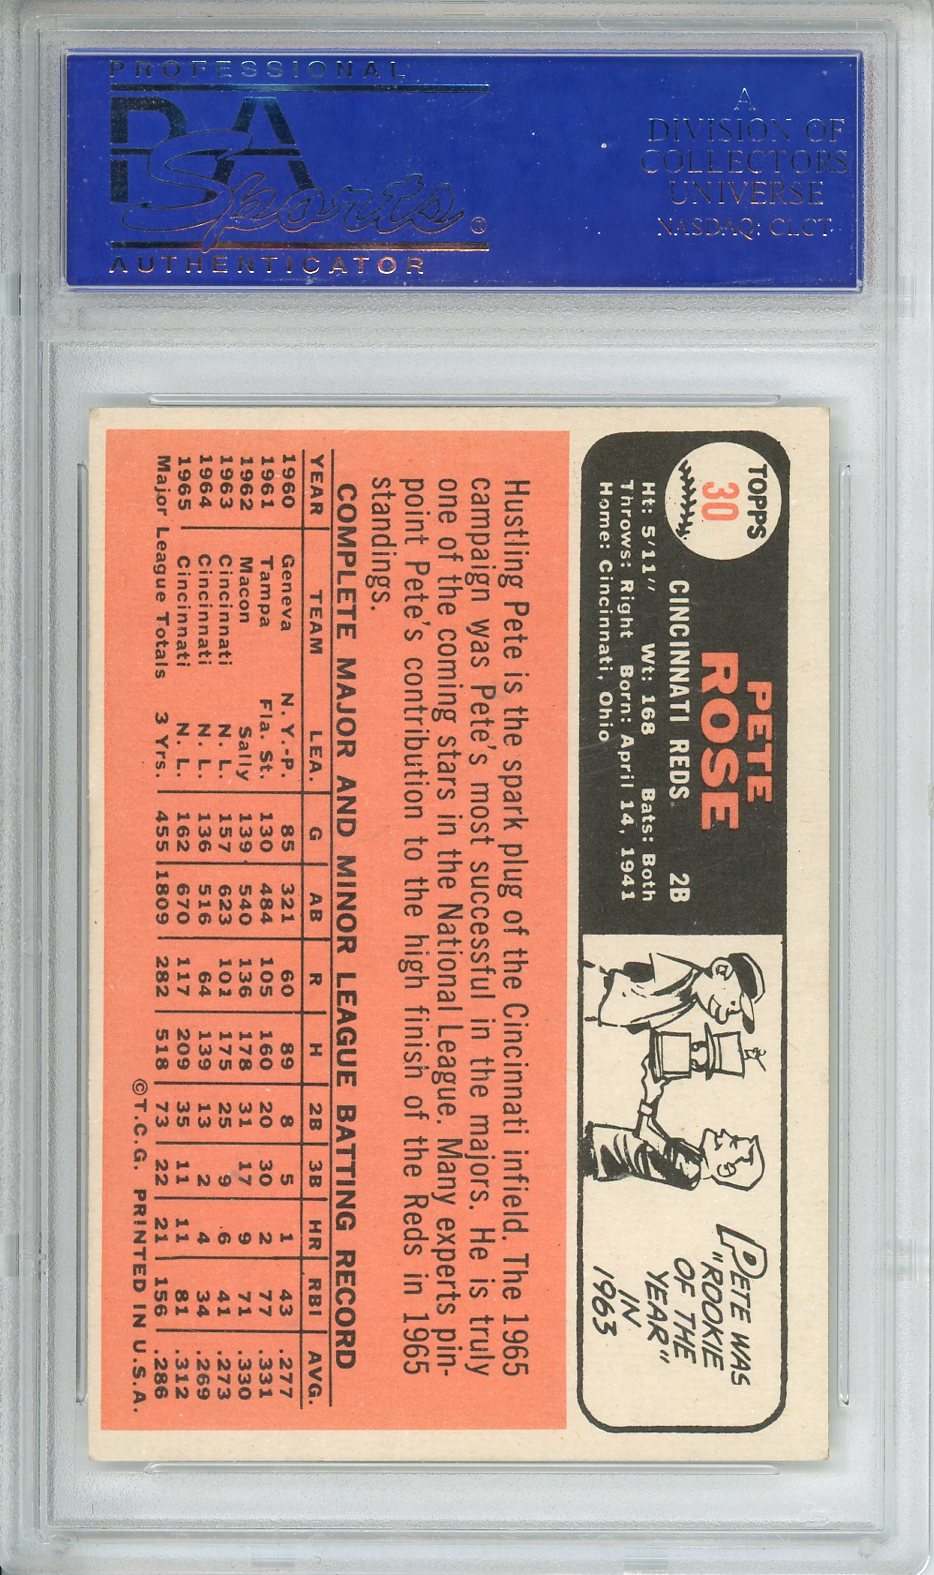 PROFESSIONAL
PSA
Sports®
AUTHENTICATOR
A
DIVISION OF
COLLECTORS
UNIVERSE
NASDAQ: CLCT
TOPPS
30
PETE
ROSE
CINCINNATI REDS 2B
Ht: 5'11" Wt: 168 Bats: Both
Throws: Right Born: April 14, 1941
Home: Cincinnati, Ohio
PETE WAS
"ROOKIE
OF THE
YEAR"
IN
1963
Hustling Pete is the spark plug of the Cincinnati infield. The 1965
campaign was Pete's most successful in the majors. He is truly
one of the coming stars in the National League. Many experts pin-
point Pete's contribution to the high finish of the Reds in 1965
standings.
COMPLETE MAJOR AND MINOR LEAGUE BATTING RECORD
YEAR TEAM LEA. G AB R H 2B 3B HR RBI AVG.
1960 Geneva N. Y.-P. 85 321 60 89 8 5 1 43 .277
1961 Tampa Fla. St. 130 484 105 160 20 30 2 77 .331
1962 Macon Sally 139 540 136 178 31 17 9 71 .330
1963 Cincinnati N. L. 157 623 101 175 25 9 6 41 .273
1964 Cincinnati N. L. 136 516 64 139 13 2 4 34 .269
1965 Cincinnati N. L. 162 670 117 209 35 11 11 81 .312
Major League Totals 3 Yrs. 455 1809 282 518 73 22 21 156 .286
©T.C.G. PRINTED IN U.S.A.